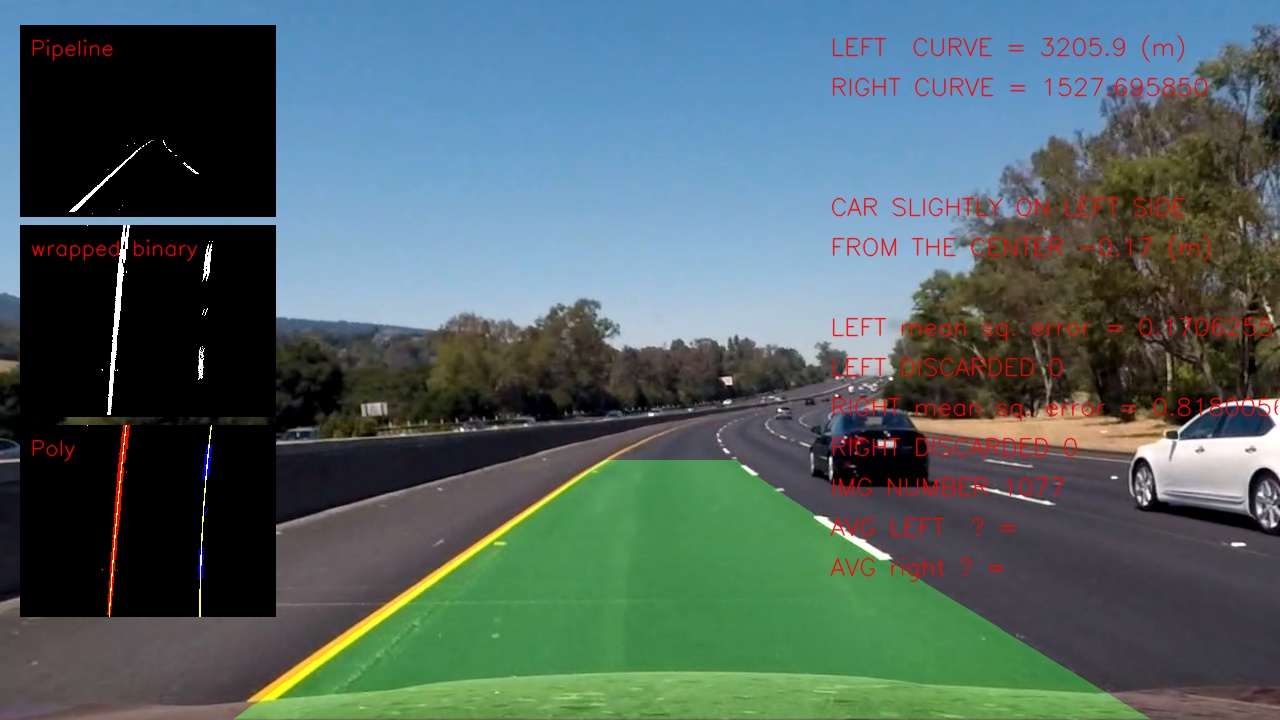 Pipeline
wrapped binary
Poly
LEFT CURVE = 3205.9 (m)
RIGHT CURVE = 1527.695850
CAR SLIGHTLY ON LEFT SIDE
FROM THE CENTER -0.17 (m)
LEFT mean sq. error = 0.1706255
LEFT DISCARDED 0
RIGHT mean sq. error = 0.8180056
RIGHT DISCARDED 0
IMG NUMBER 1077
AVG LEFT ? =
AVG right ? =